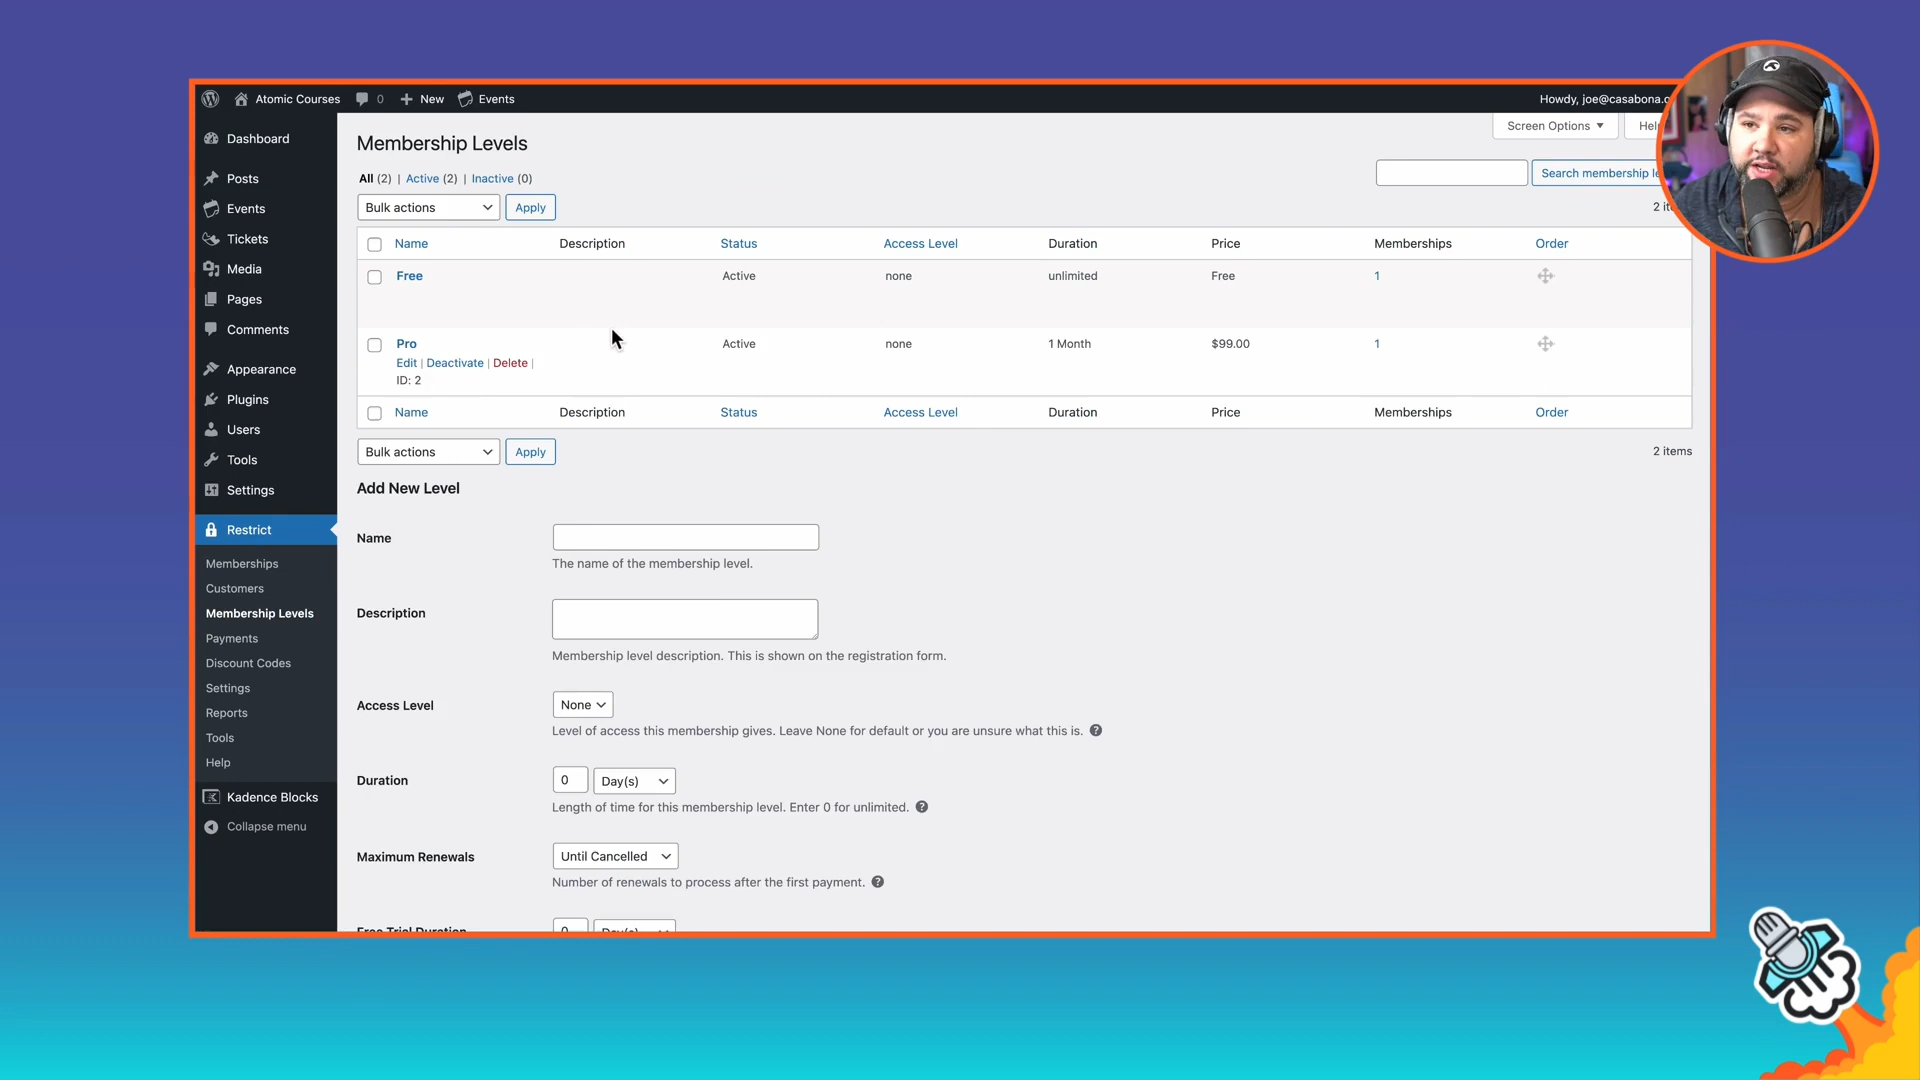 Atomic Courses 0 New Events
Howdy, joe@casabona.c
Dashboard
Posts
Events
Tickets
Media
Pages
Comments
Appearance
Plugins
Users
Tools
Settings
Restrict
Memberships
Customers
Membership Levels
Payments
Discount Codes
Settings
Reports
Tools
Help
Kadence Blocks
Collapse menu
Screen Options
Membership Levels
All (2) | Active (2) | Inactive (0)
Search membership le
Bulk actions Apply
Name Description Status Access Level Duration Price Memberships Order
Free Active none unlimited Free 1
Pro Active none 1 Month $99.00 1
Edit | Deactivate | Delete |
ID: 2
Name Description Status Access Level Duration Price Memberships Order
Bulk actions Apply 2 items
Add New Level
Name
The name of the membership level.
Description
Membership level description. This is shown on the registration form.
Access Level None
Level of access this membership gives. Leave None for default or you are unsure what this is.
Duration 0 Day(s)
Length of time for this membership level. Enter 0 for unlimited.
Maximum Renewals Until Cancelled
Number of renewals to process after the first payment.
Free Trial Duration 0 Day(s)